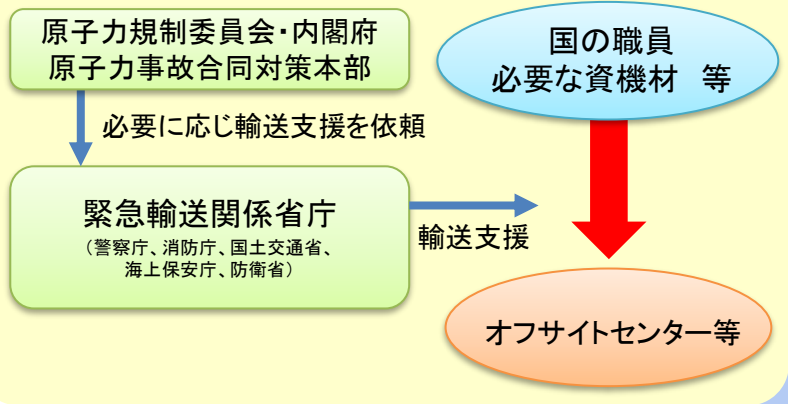 原子力規制委員会・内閣府
原子力事故合同対策本部
必要に応じ輸送支援を依頼
緊急輸送関係省庁
（警察庁、消防庁、国土交通省、
海上保安庁、防衛省）
輸送支援
国の職員
必要な資機材　等
オフサイトセンター等